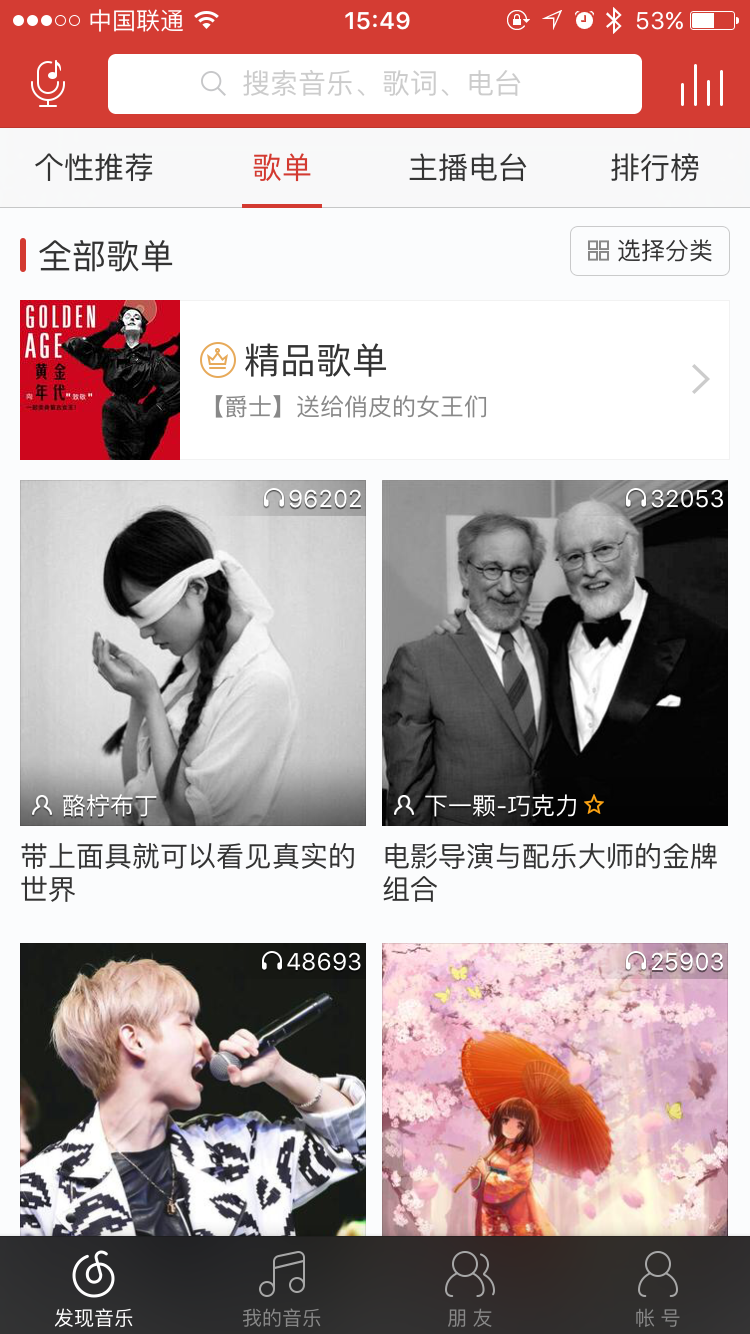 中国联通 15:49 53%
搜索音乐、歌词、电台
个性推荐 歌单 主播电台 排行榜
全部歌单 选择分类
GOLDEN
AGE
黄金
向年代"致敬"
精品歌单
【爵士】送给俏皮的女王们
96202
酪柠布丁
带上面具就可以看见真实的
世界
32053
下一颗-巧克力
电影导演与配乐大师的金牌
组合
48693
25903
发现音乐 我的音乐 朋友 帐号